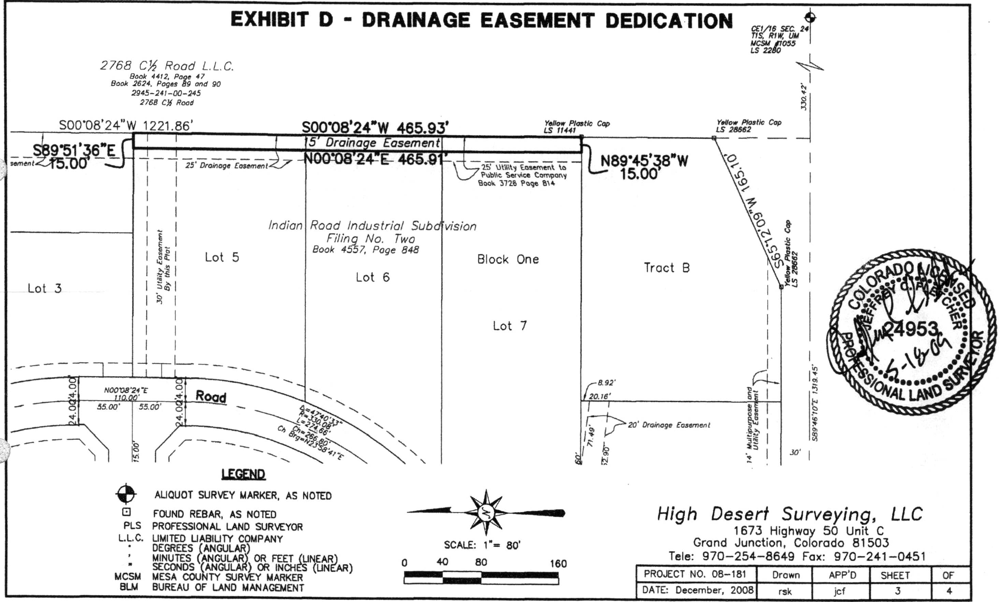 EXHIBIT D - DRAINAGE EASEMENT DEDICATION
CE1/16 SEC. 24
T1S, R1W, UM
MCSM #1055
LS 2280
2768 C½ Road L.L.C.
Book 4412, Page 47
Book 2624, Pages 89 and 90
2945-241-00-245
2768 C½ Road
330.42'
S00°08'24"W 1221.86'
S00°08'24"W 465.93'
Yellow Plastic Cap
LS 11441
Yellow Plastic Cap
LS 28662
15' Drainage Easement
S89°51'36"E
15.00'
sement
25' Drainage Easement
N00°08'24"E 465.91'
25' Utility Easement to
Public Service Company
Book 3726 Page 814
N89°45'38"W
15.00'
S65°12'09"W 165.10'
Yellow Plastic Cap
LS 28662
Indian Road Industrial Subdivision
Filing No. Two
Book 4557, Page 848
30' Utility Easement
By this Plat
Lot 3
Lot 5
Lot 6
Block One
Lot 7
Tract B
COLORADO LICENSED
JEFFREY C. FLETCHER
24953
5-18-09
PROFESSIONAL LAND SURVEYOR
24.00'
24.00'
N00°08'24"E
110.00'
55.00'
55.00'
24.00'
24.00'
Road
Δ=47°40'33"
R=330.08'
L=274.66'
Ch=266.80'
Ch Brg=N23°58'41"E
15.00'
8.92'
20.16'
20' Drainage Easement
71.49'
52.90'
60'
14' Multipurpose and
Utility Easement
30'
S89°46'10"E 1319.45'
LEGEND
ALIQUOT SURVEY MARKER, AS NOTED
FOUND REBAR, AS NOTED
PLS PROFESSIONAL LAND SURVEYOR
L.L.C. LIMITED LIABILITY COMPANY
° DEGREES (ANGULAR)
' MINUTES (ANGULAR) OR FEET (LINEAR)
" SECONDS (ANGULAR) OR INCHES (LINEAR)
MCSM MESA COUNTY SURVEY MARKER
BLM BUREAU OF LAND MANAGEMENT
N
SCALE: 1"= 80'
0 40 80 160
High Desert Surveying, LLC
1673 Highway 50 Unit C
Grand Junction, Colorado 81503
Tele: 970-254-8649 Fax: 970-241-0451
PROJECT NO. 08-181 Drawn APP'D SHEET OF
DATE: December, 2008 rsk jcf 3 4